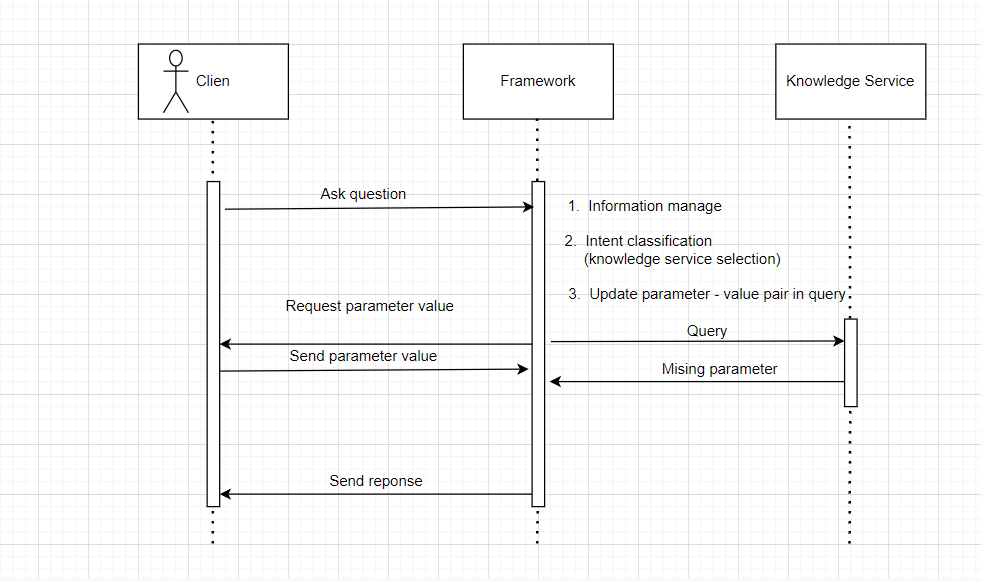 Clien
Framework
Knowledge Service
Ask question
1. Information manage
2. Intent classification
(knowledge service selection)
3. Update parameter - value pair in query
Request parameter value
Query
Send parameter value
Mising parameter
Send reponse